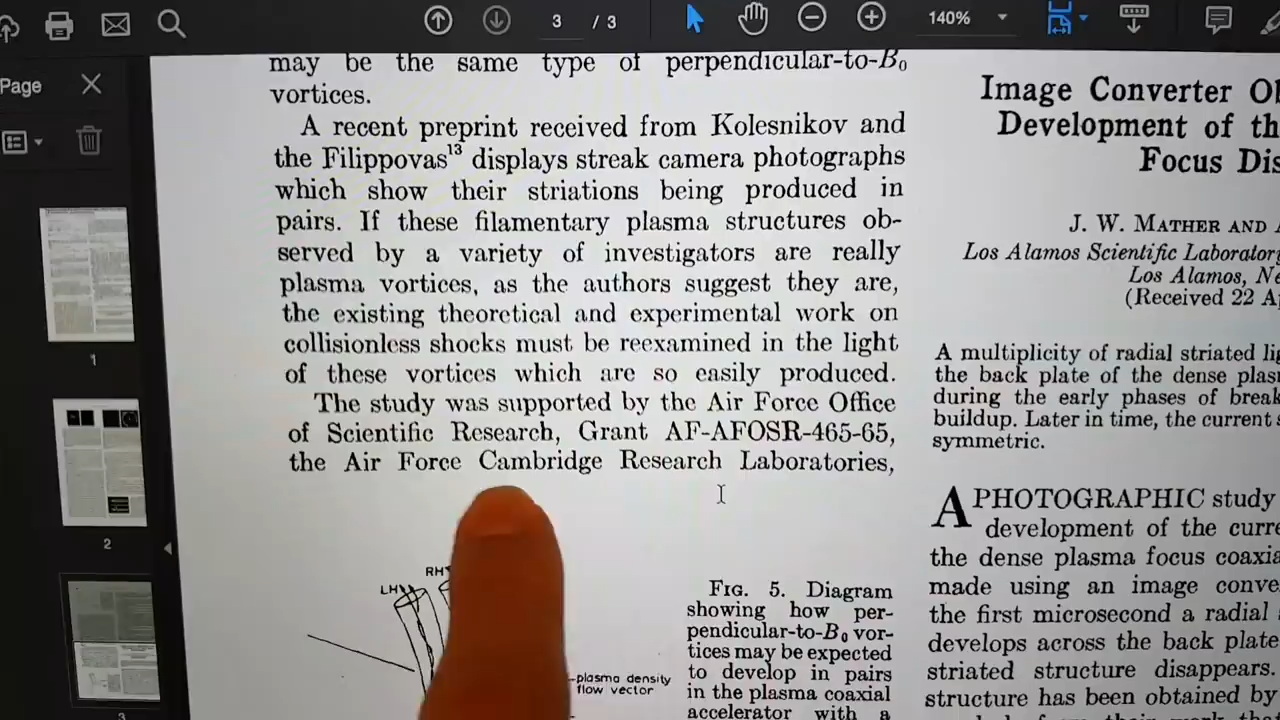 3 / 3
140%
Page
1
2
3
may be the same type of perpendicular-to-B₀
vortices.
A recent preprint received from Kolesnikov and
the Filippovas¹³ displays streak camera photographs
which show their striations being produced in
pairs. If these filamentary plasma structures ob-
served by a variety of investigators are really
plasma vortices, as the authors suggest they are,
the existing theoretical and experimental work on
collisionless shocks must be reexamined in the light
of these vortices which are so easily produced.
The study was supported by the Air Force Office
of Scientific Research, Grant AF-AFOSR-465-65,
the Air Force Cambridge Research Laboratories,
LH
RH
plasma density
flow vector
FIG. 5. Diagram
showing how per-
pendicular-to-B₀ vor-
tices may be expected
to develop in pairs
in the plasma coaxial
accelerator with a
Image Converter
Development of
Focus
J. W. MATHER AND
Los Alamos Scientific
Los Alamos,
(Received 22
A multiplicity of radial striated
the back plate of the dense
during the early phases of
buildup. Later in time, the current
symmetric.
A PHOTOGRAPHIC study
development of the
the dense plasma focus
made using an image
the first microsecond a radial
develops across the back plate
striated structure disappears.
structure has been obtained by